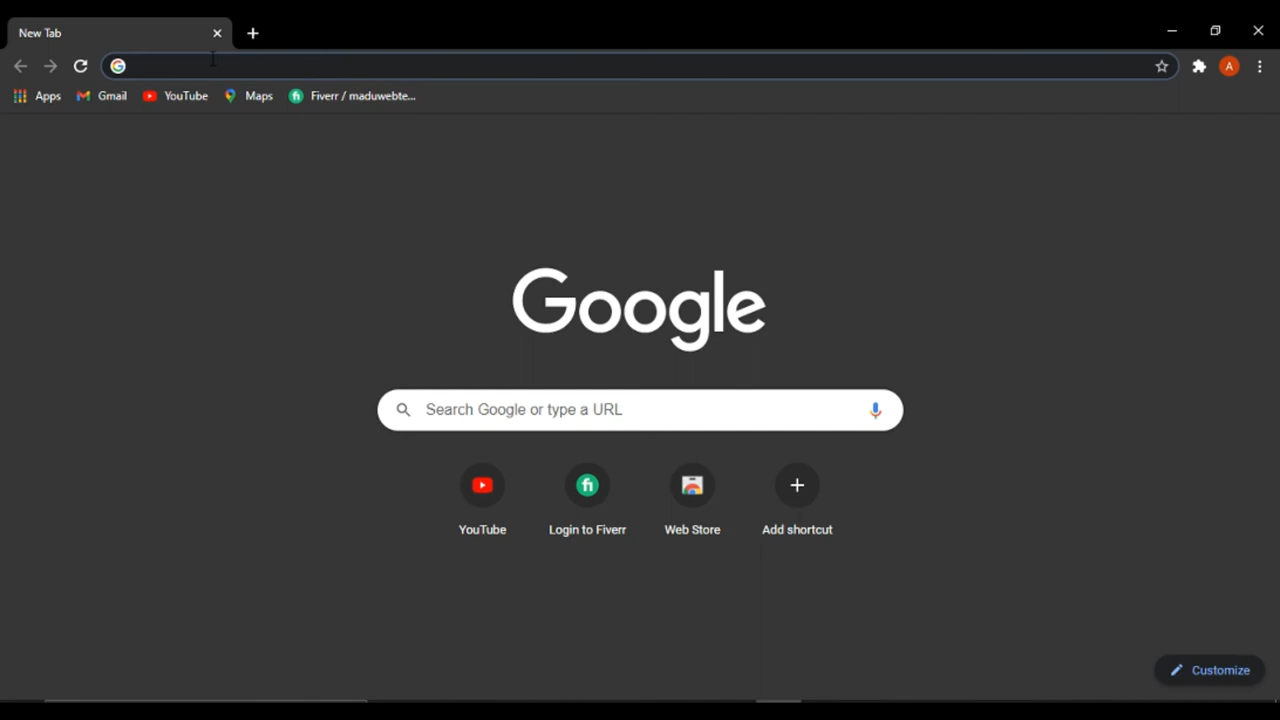 New Tab
Apps Gmail YouTube Maps Fiverr / maduwebte...
Google
Search Google or type a URL
YouTube Login to Fiverr Web Store Add shortcut
Customize